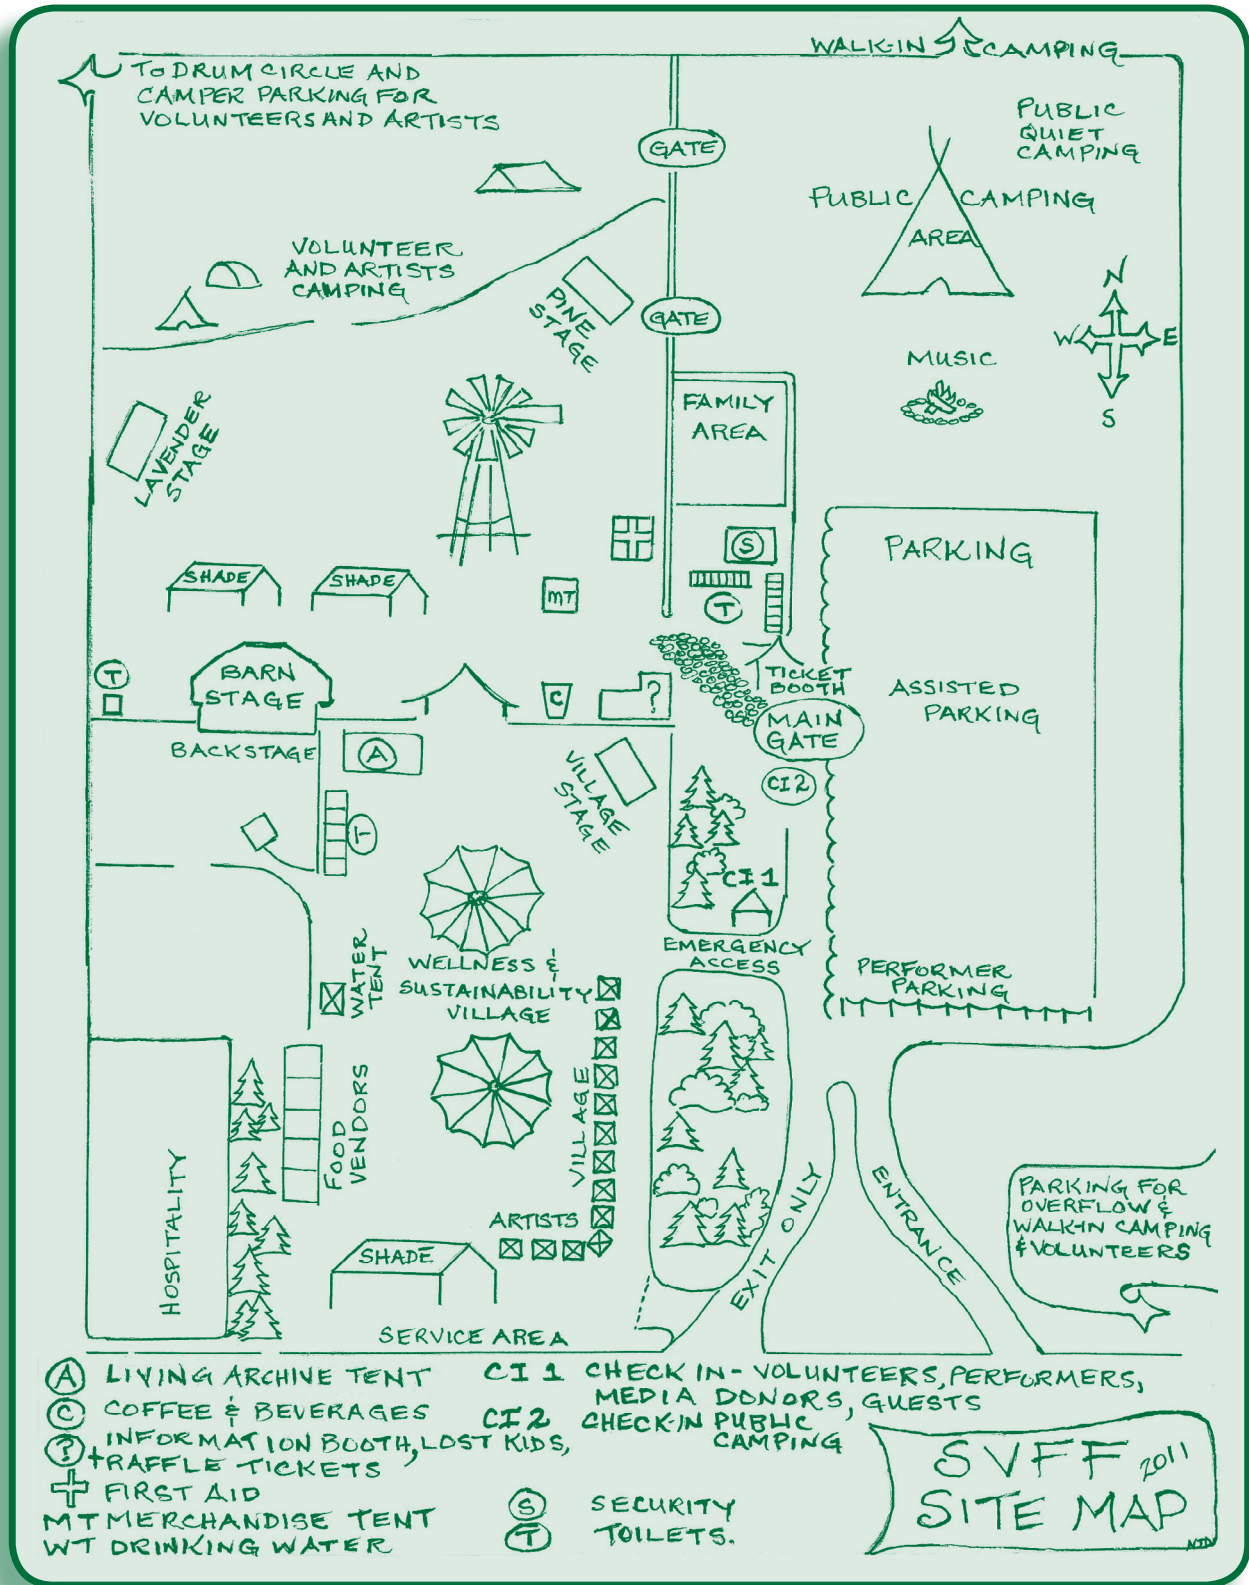 WALK-IN CAMPING
TO DRUM CIRCLE AND
CAMPER PARKING FOR
VOLUNTEERS AND ARTISTS
PUBLIC
QUIET
CAMPING
GATE
PUBLIC CAMPING
AREA
VOLUNTEER
AND ARTISTS
CAMPING
PINE
STAGE
GATE
N
W E
S
MUSIC
FAMILY
AREA
LAVENDER
STAGE
PARKING
S
SHADE
SHADE
MT
T
T
BARN
STAGE
C
?
TICKET
BOOTH
ASSISTED
PARKING
MAIN
GATE
BACKSTAGE
A
VILLAGE
STAGE
CI2
T
CI1
WATER
TENT
WELLNESS &
SUSTAINABILITY
VILLAGE
EMERGENCY
ACCESS
PERFORMER
PARKING
FOOD
VENDORS
VILLAGE
ARTISTS
HOSPITALITY
EXIT ONLY
ENTRANCE
PARKING FOR
OVERFLOW &
WALK-IN CAMPING
& VOLUNTEERS
SHADE
SERVICE AREA
A LIVING ARCHIVE TENT
C COFFEE & BEVERAGES
? INFORMATION BOOTH, LOST KIDS,
+ RAFFLE TICKETS
FIRST AID
MT MERCHANDISE TENT
WT DRINKING WATER
CI 1 CHECK IN - VOLUNTEERS, PERFORMERS,
MEDIA DONORS, GUESTS
CI2 CHECK-IN PUBLIC
CAMPING
S SECURITY
T TOILETS.
SVFF 2011
SITE MAP